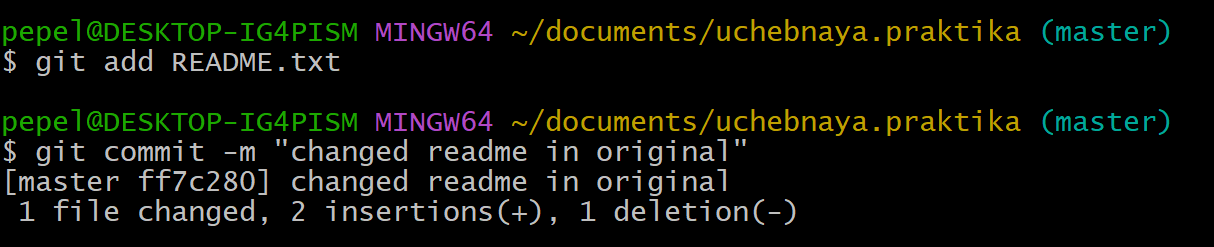 pepel@DESKTOP-IG4PISM MINGW64 ~/documents/uchebnaya.praktika (master)
$ git add README.txt
pepel@DESKTOP-IG4PISM MINGW64 ~/documents/uchebnaya.praktika (master)
$ git commit -m "changed readme in original"
[master ff7c280] changed readme in original
 1 file changed, 2 insertions(+), 1 deletion(-)